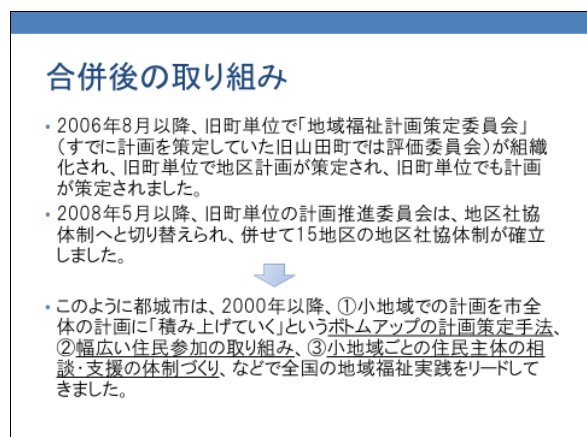 合併後の取り組み
・2006年8月以降、旧町単位で「地域福祉計画策定委員会」
（すでに計画を策定していた旧山田町では評価委員会）が組織
化され、旧町単位で地区計画が策定され、旧町単位でも計画
が策定されました。
・2008年5月以降、旧町単位の計画推進委員会は、地区社協
体制へと切り替えられ、併せて15地区の地区社協体制が確立
しました。
・このように都城市は、2000年以降、①小地域での計画を市全
体の計画に「積み上げていく」というボトムアップの計画策定手法、
②幅広い住民参加の取り組み、③小地域ごとの住民主体の相
談・支援の体制づくり、などで全国の地域福祉実践をリードして
きました。